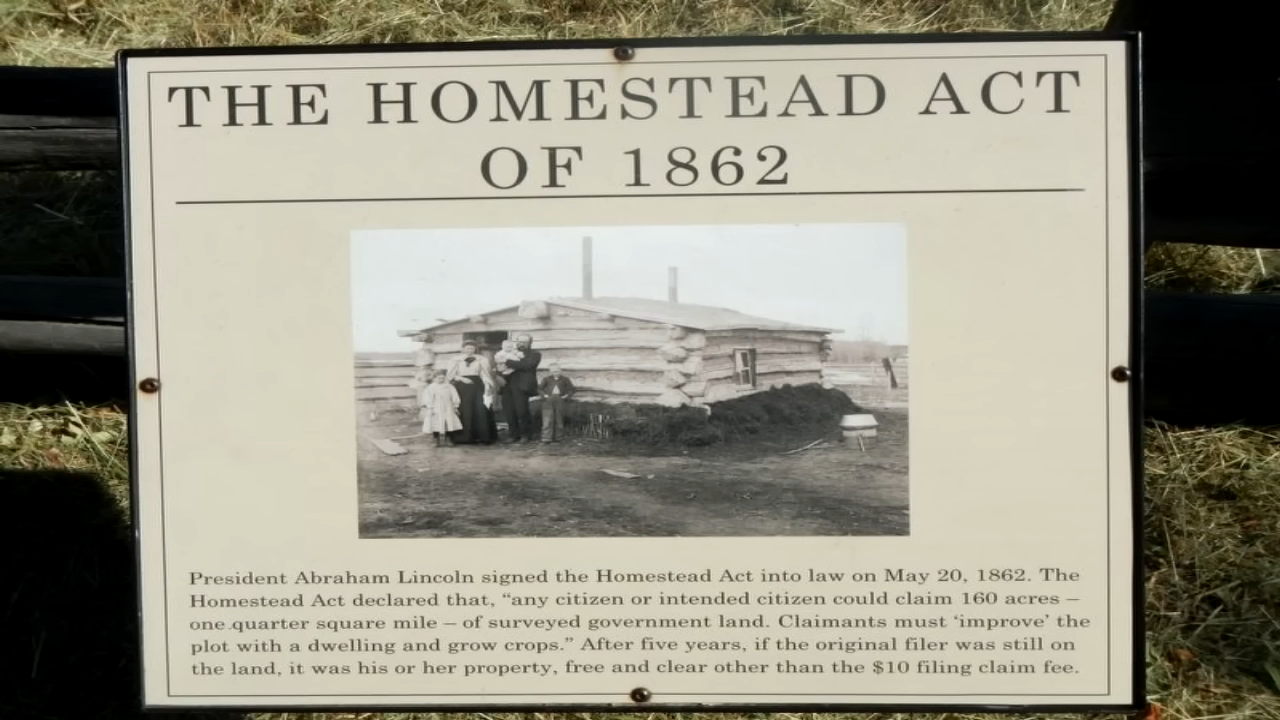 THE HOMESTEAD ACT
OF 1862
President Abraham Lincoln signed the Homestead Act into law on May 20, 1862. The
Homestead Act declared that, “any citizen or intended citizen could claim 160 acres –
one quarter square mile – of surveyed government land. Claimants must ‘improve’ the
plot with a dwelling and grow crops.” After five years, if the original filer was still on
the land, it was his or her property, free and clear other than the $10 filing claim fee.